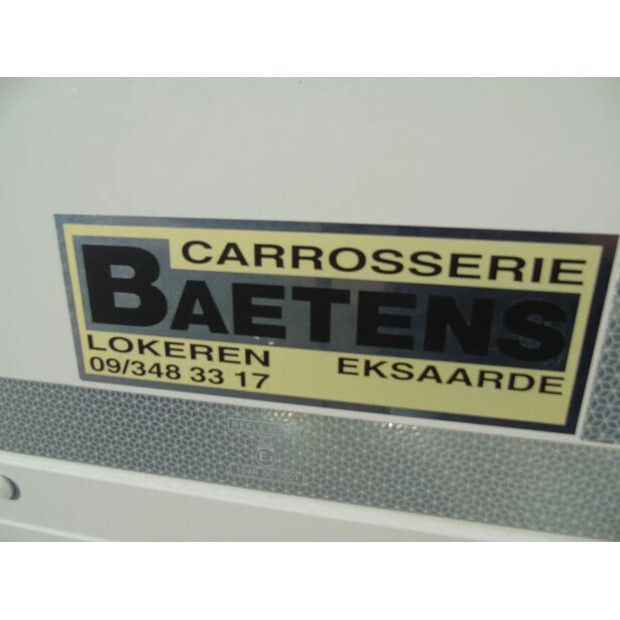 CARROSSERIE
BAETENS
LOKEREN EKSAARDE
09/348 33 17
E